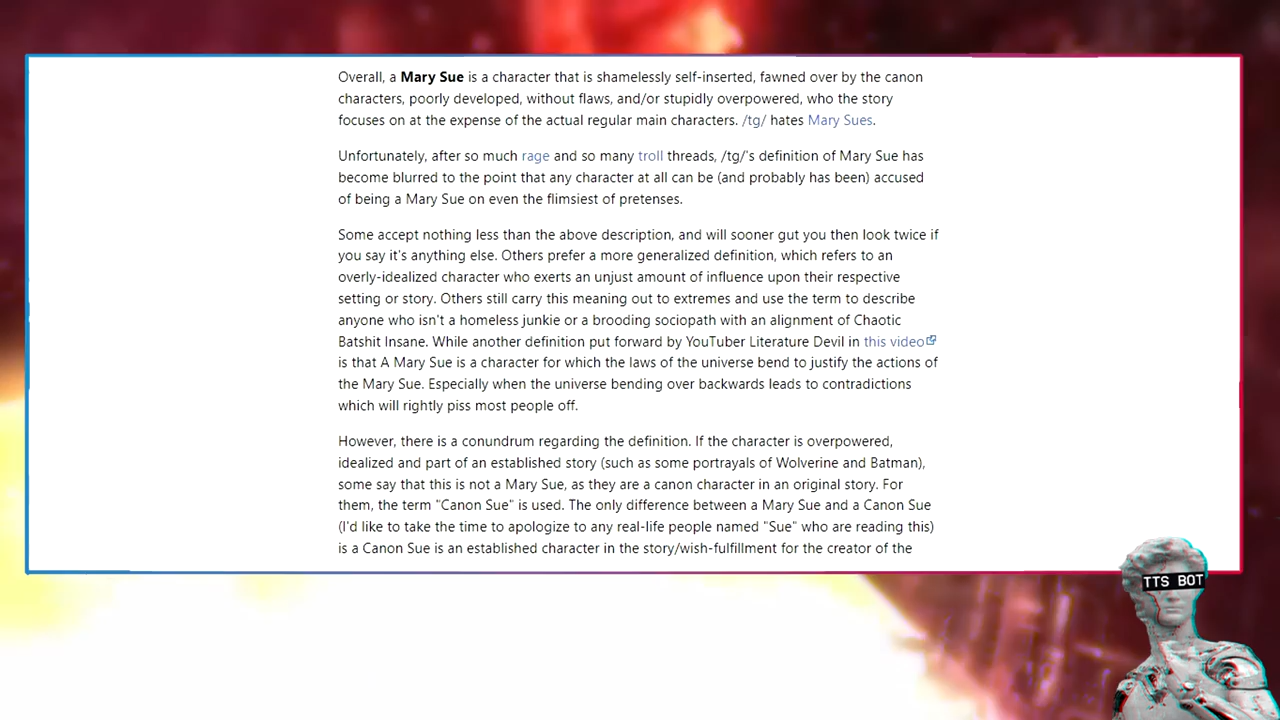 Overall, a Mary Sue is a character that is shamelessly self-inserted, fawned over by the canon
characters, poorly developed, without flaws, and/or stupidly overpowered, who the story
focuses on at the expense of the actual regular main characters. /tg/ hates Mary Sues.
Unfortunately, after so much rage and so many troll threads, /tg/'s definition of Mary Sue has
become blurred to the point that any character at all can be (and probably has been) accused
of being a Mary Sue on even the flimsiest of pretenses.
Some accept nothing less than the above description, and will sooner gut you then look twice if
you say it's anything else. Others prefer a more generalized definition, which refers to an
overly-idealized character who exerts an unjust amount of influence upon their respective
setting or story. Others still carry this meaning out to extremes and use the term to describe
anyone who isn't a homeless junkie or a brooding sociopath with an alignment of Chaotic
Batshit Insane. While another definition put forward by YouTuber Literature Devil in this video
is that A Mary Sue is a character for which the laws of the universe bend to justify the actions of
the Mary Sue. Especially when the universe bending over backwards leads to contradictions
which will rightly piss most people off.
However, there is a conundrum regarding the definition. If the character is overpowered,
idealized and part of an established story (such as some portrayals of Wolverine and Batman),
some say that this is not a Mary Sue, as they are a canon character in an original story. For
them, the term "Canon Sue" is used. The only difference between a Mary Sue and a Canon Sue
(I'd like to take the time to apologize to any real-life people named "Sue" who are reading this)
is a Canon Sue is an established character in the story/wish-fulfillment for the creator of the
TTS BOT